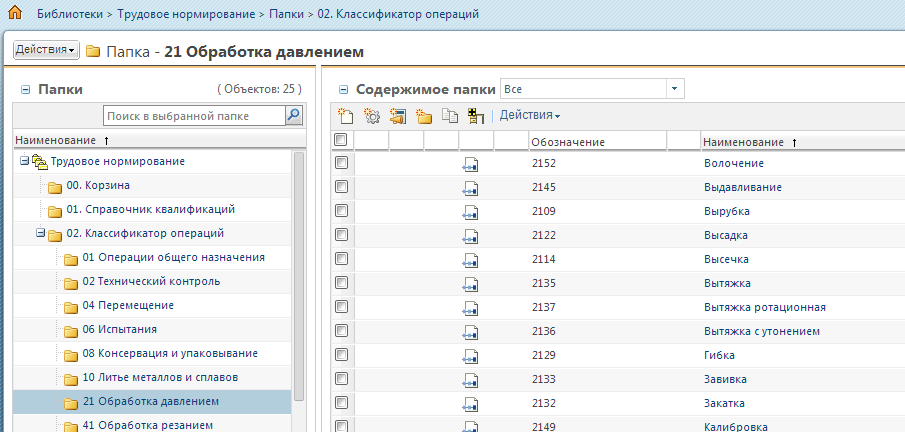 Библиотеки > Трудовое нормирование > Папки > 02. Классификатор операций
Действия Папка - 21 Обработка давлением
Папки ( Объектов: 25 )
Поиск в выбранной папке
Наименование ↑
Трудовое нормирование
00. Корзина
01. Справочник квалификаций
02. Классификатор операций
01 Операции общего назначения
02 Технический контроль
04 Перемещение
06 Испытания
08 Консервация и упаковывание
10 Литье металлов и сплавов
21 Обработка давлением
41 Обработка резанием
Содержимое папки Все
Действия
Обозначение Наименование ↑
2152 Волочение
2145 Выдавливание
2109 Вырубка
2122 Высадка
2114 Высечка
2135 Вытяжка
2137 Вытяжка ротационная
2136 Вытяжка с утонением
2129 Гибка
2133 Завивка
2132 Закатка
2149 Калибровка